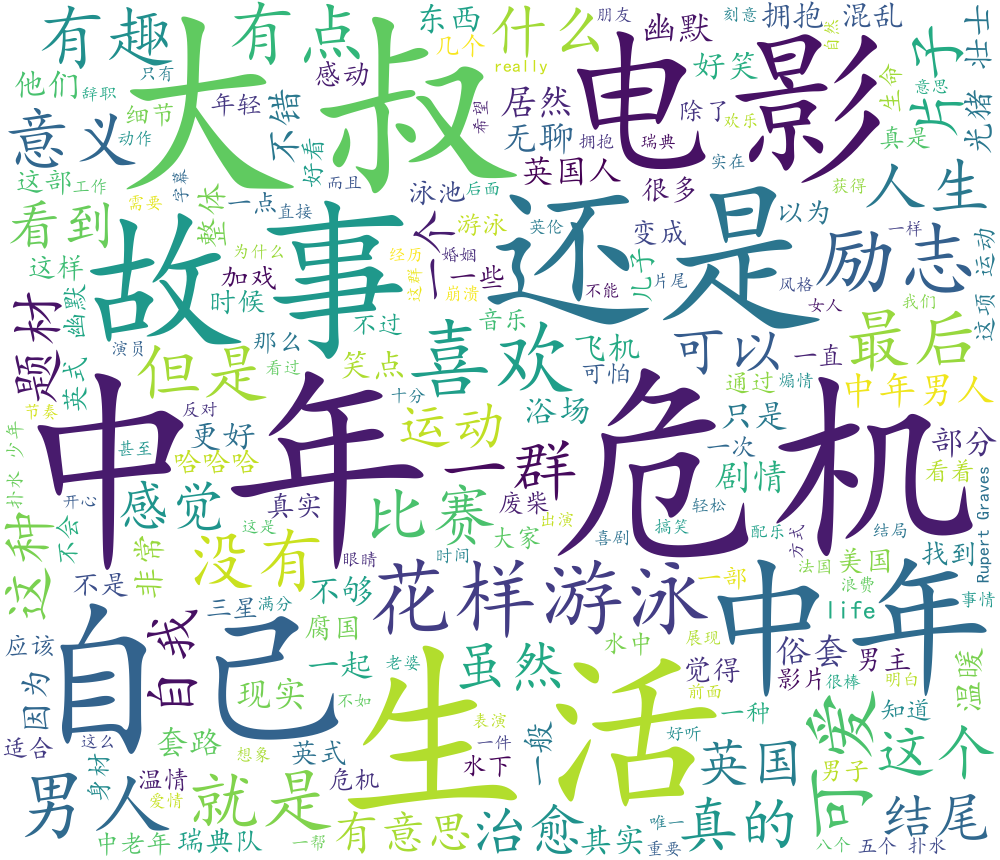 有趣
大叔
有点
东西
几个
什么
really
朋友
幽默
刻意
拥抱
混乱
自然
片子
壮士
电影
他们
只有
辞职
感动
年轻
细节
动作
不错
希望
居然
无聊
好笑
除了
欢乐
生命
意思
真是
光猪
意义
好看
拥抱
瑞典
英国人
实在
很多
获得
人生
这部
工作
字幕
而且
泳池
后面
需要
一点
直接
看到
整体
为什么
一个
游泳
英伦
还是
变成
以为
励志
一样
运动
故事
经历
婚姻
这群
一些
崩溃
儿子
片尾
不能
风格
女人
我们
这项
这样
幽默
加戏
时候
不过
音乐
题材
英式
演员
那么
但是
看过
笑点
喜欢
飞机
可怕
可以
一直
最后
节奏
反对
十分
通过
煽情
中年男人
中年
危机
少年
甚至
更好
运动
浴场
只是
一次
部分
扑水
开心
哈哈哈
一群
剧情
看着
感觉
真实
比赛
废柴
轻松
这种
不会
这是
大家
出演
喜剧
搞笑
配乐
方式
结局
Rupert Graves
非常
没有
眼睛
时间
法国
美国
找到
不是
不够
花样游泳
一部
中年
浪费
事情
三星
满分
life
应该
自己
自我
腐国
水中
展现
俗套
男主
因为
现实
一起
老婆
虽然
觉得
影片
很棒
明白
温暖
不如
生活
前面
适合
这么
套路
想象
英式
表演
一件
一种
好听
可爱
知道
这个
身材
温情
危机
水下
一般
英国
男子
男人
爱情
就是
有意思
治愈
其实
唯一
重要
真的
结尾
中老年
瑞典队
一帮
八个
五个
扑水